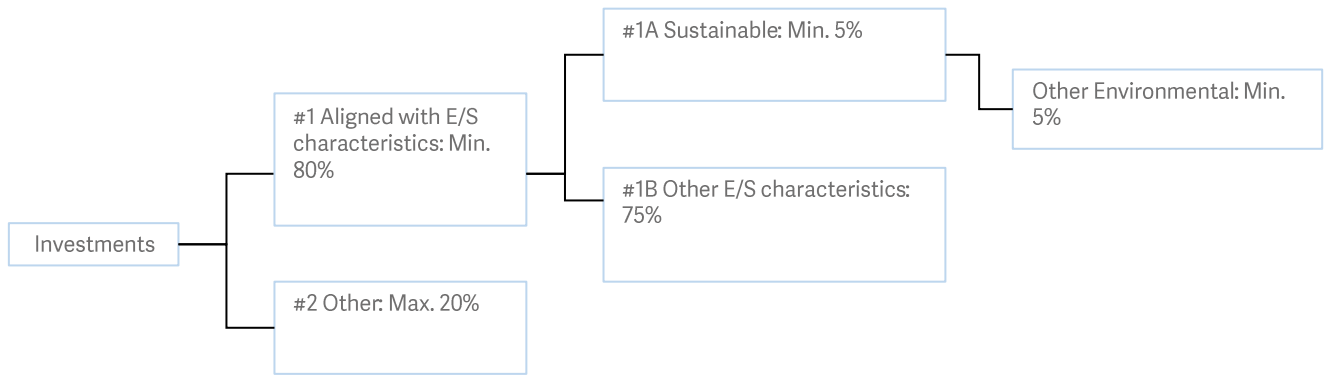 #1A Sustainable: Min. 5%
Other Environmental: Min.
5%
#1 Aligned with E/S
characteristics: Min.
80%
#1B Other E/S characteristics:
75%
Investments
#2 Other: Max. 20%